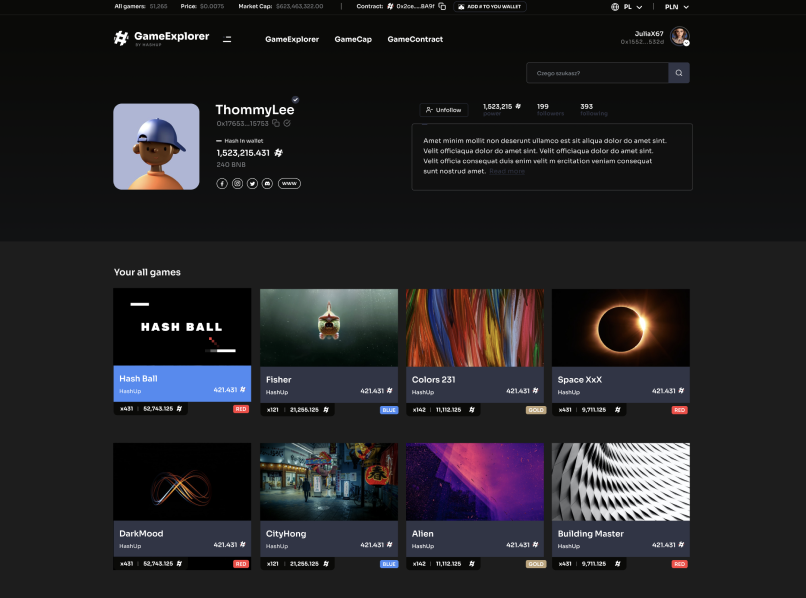 All gamers: 51,265 Price: $0.0075 Market Cap: $623,463,322.00 | Contract: # 0x2ce....8A9f ADD # TO YOU WALLET PL | PLN
GameExplorer
BY HASHUP
GameExplorer GameCap GameContract
JuliaX67
0x1552...532d
Czego szukasz?
ThommyLee
0x17653...15753
Hash in wallet
1,523,215.431 #
240 BNB
www
Unfollow
1,523,215 # 199 393
power followers following
Amet minim mollit non deserunt ullamco est sit aliqua dolor do amet sint.
Velit officiaqua dolor do amet sint. Velit officiaqua dolor do amet sint.
Velit officia consequat duis enim velit m ercitation veniam consequat
sunt nostrud amet. Read more
Your all games
HASH BALL
Hash Ball
HashUp 421.431 #
x431 | 52,743.125 # RED
Fisher
HashUp 421.431 #
x121 | 21,255.125 # BLUE
Colors 231
HashUp 421.431 #
x142 | 11,112.125 # GOLD
Space XxX
HashUp 421.431 #
x431 | 9,711.125 # RED
DarkMood
HashUp 421.431 #
x431 | 52,743.125 # RED
春
CityHong
HashUp 421.431 #
x121 | 21,255.125 # BLUE
Alien
HashUp 421.431 #
x142 | 11,112.125 # GOLD
Building Master
HashUp 421.431 #
x431 | 9,711.125 # RED